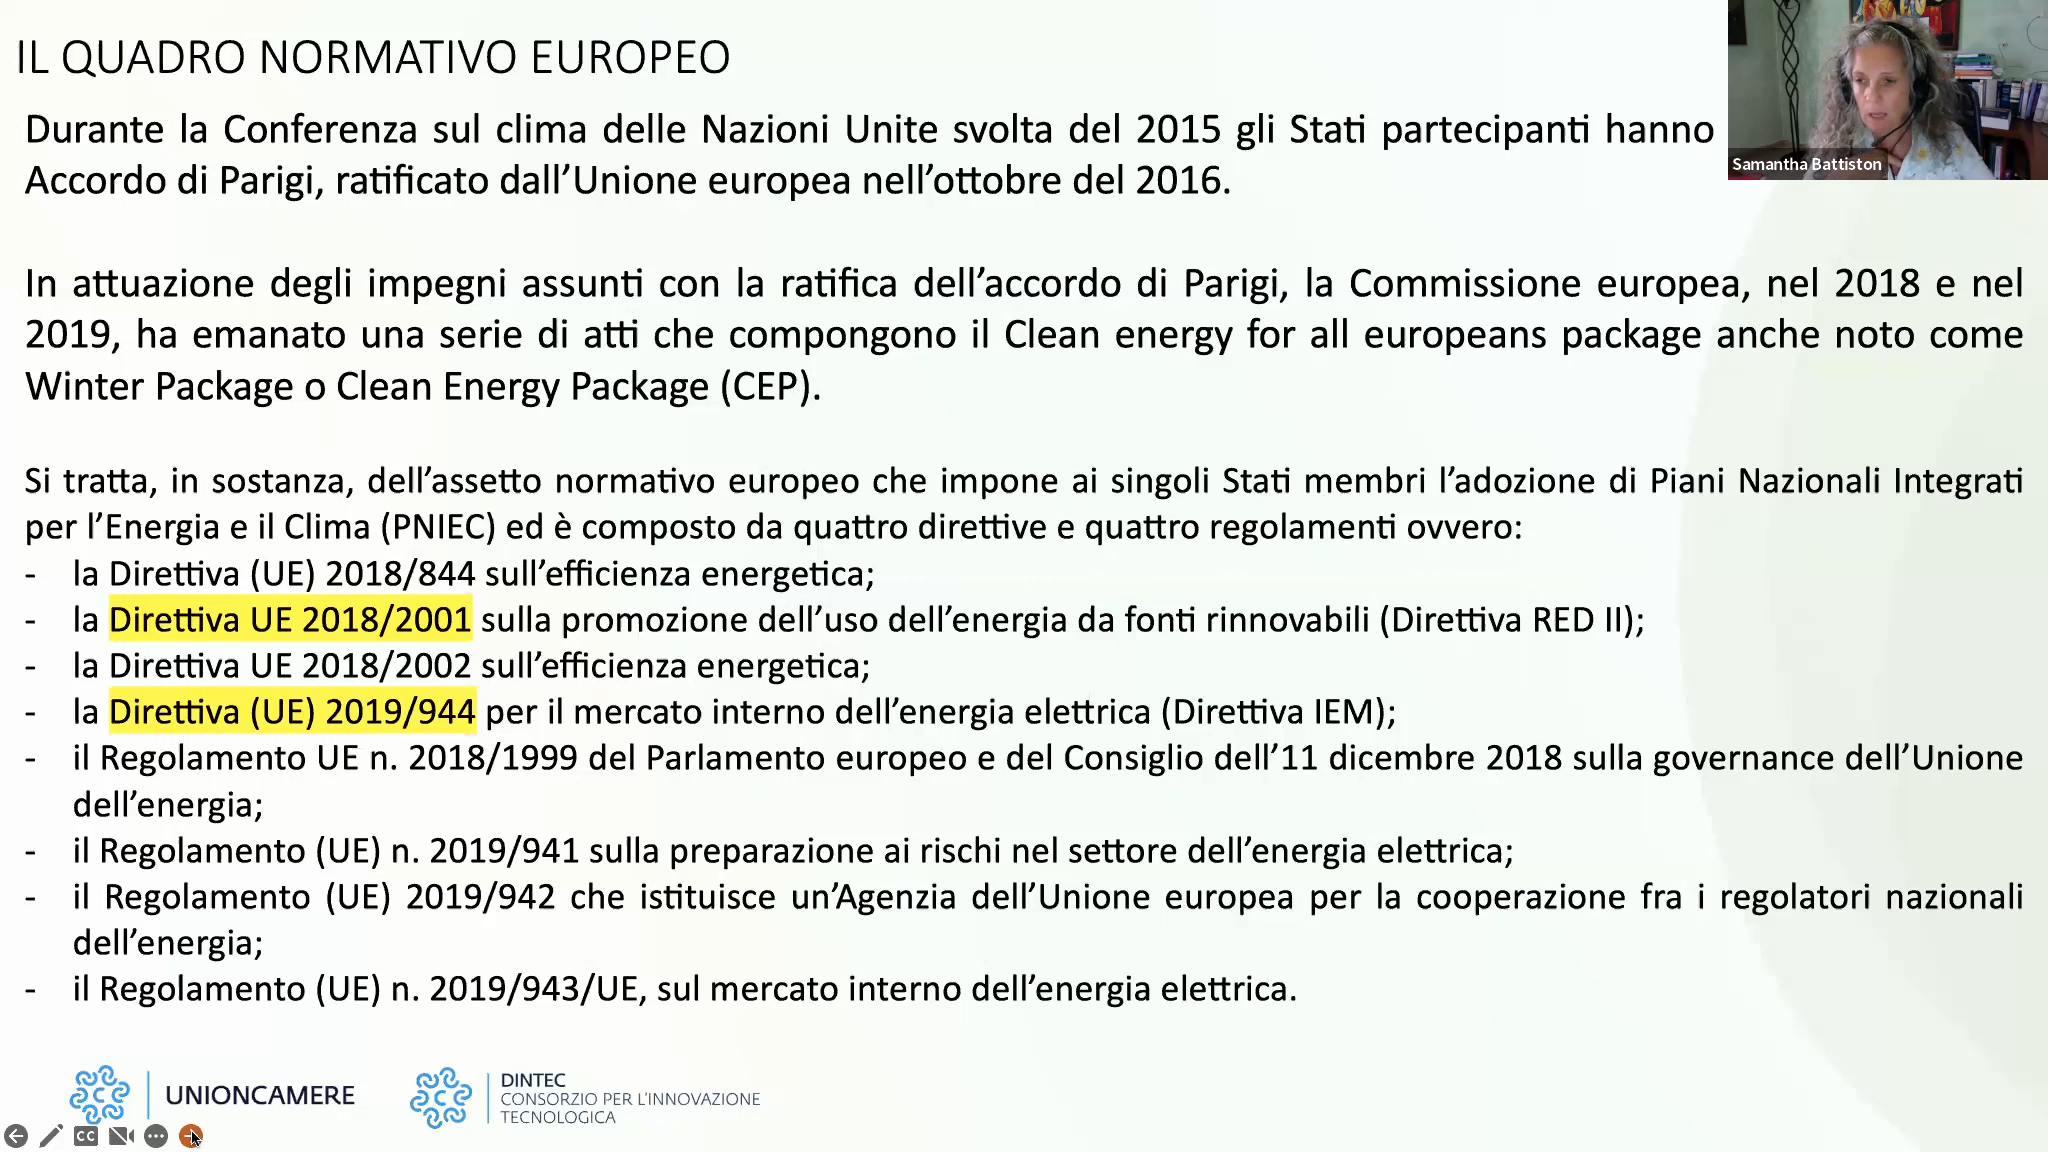 IL QUADRO NORMATIVO EUROPEO
Durante la Conferenza sul clima delle Nazioni Unite svolta del 2015 gli Stati partecipanti hanno
Accordo di Parigi, ratificato dall’Unione europea nell’ottobre del 2016.
Samantha Battiston
In attuazione degli impegni assunti con la ratifica dell’accordo di Parigi, la Commissione europea, nel 2018 e nel
2019, ha emanato una serie di atti che compongono il Clean energy for all europeans package anche noto come
Winter Package o Clean Energy Package (CEP).
Si tratta, in sostanza, dell’assetto normativo europeo che impone ai singoli Stati membri l’adozione di Piani Nazionali Integrati
per l’Energia e il Clima (PNIEC) ed è composto da quattro direttive e quattro regolamenti ovvero:
- la Direttiva (UE) 2018/844 sull’efficienza energetica;
- la Direttiva UE 2018/2001 sulla promozione dell’uso dell’energia da fonti rinnovabili (Direttiva RED II);
- la Direttiva UE 2018/2002 sull’efficienza energetica;
- la Direttiva (UE) 2019/944 per il mercato interno dell’energia elettrica (Direttiva IEM);
- il Regolamento UE n. 2018/1999 del Parlamento europeo e del Consiglio dell’11 dicembre 2018 sulla governance dell’Unione
dell’energia;
- il Regolamento (UE) n. 2019/941 sulla preparazione ai rischi nel settore dell’energia elettrica;
- il Regolamento (UE) 2019/942 che istituisce un’Agenzia dell’Unione europea per la cooperazione fra i regolatori nazionali
dell’energia;
- il Regolamento (UE) n. 2019/943/UE, sul mercato interno dell’energia elettrica.
UNIONCAMERE
DINTEC
CONSORZIO PER L'INNOVAZIONE
TECNOLOGICA
CC